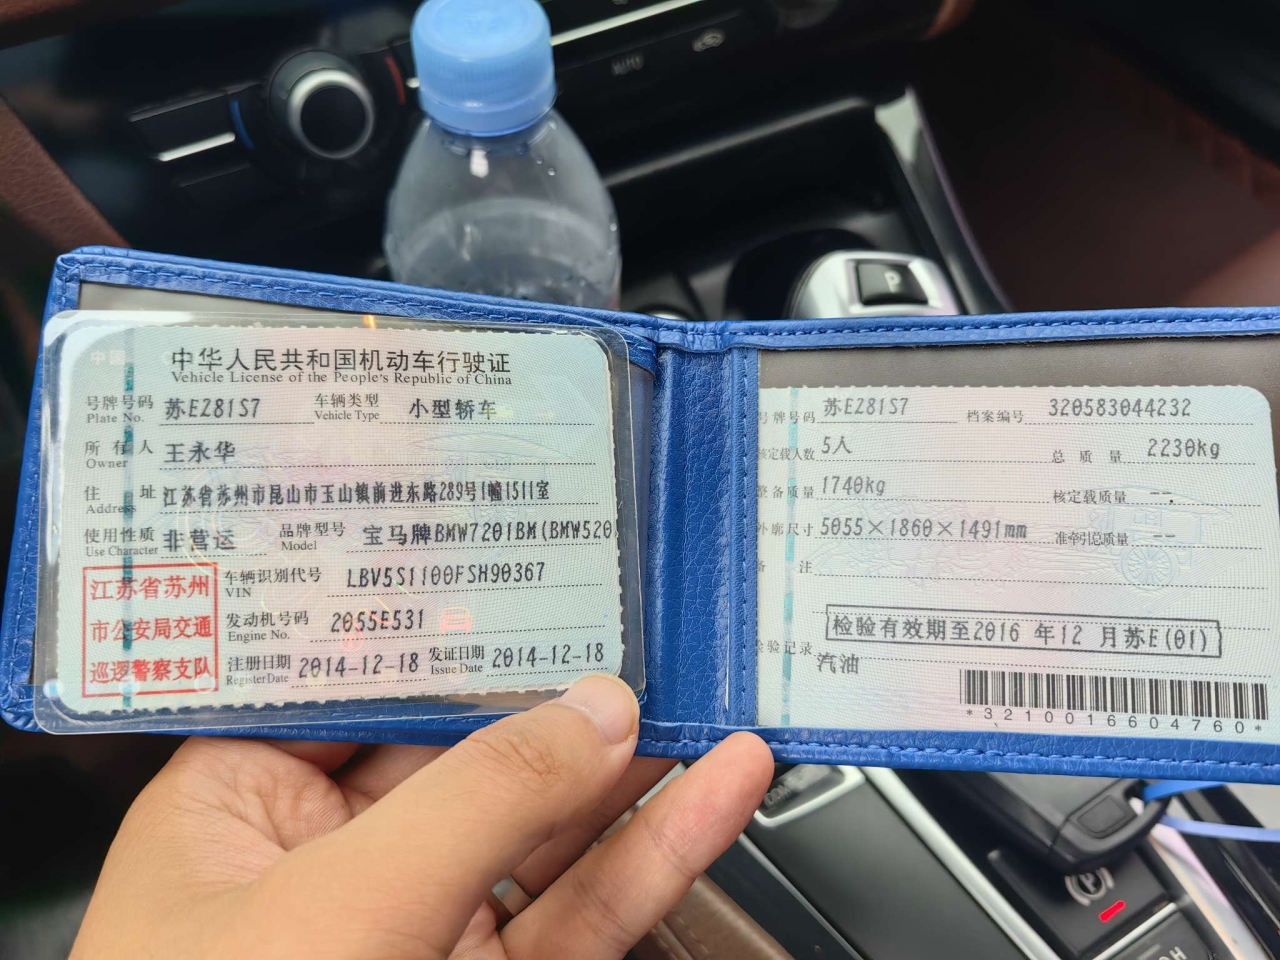 AUTO
P
中国
中华人民共和国机动车行驶证
Vehicle License of the People's Republic of China
号牌号码 苏EZ81S7 车辆类型 小型轿车
Plate No. Vehicle Type
所有人 王永华
Owner
住址 江苏省苏州市昆山市玉山镇前进东路289号1幢1511室
Address
使用性质 非营运 品牌型号 宝马牌BMW7201BM(BMW520
Use Character Model
江苏省苏州
市公安局交通
巡逻警察支队
车辆识别代号 LBV5S1100FSH90367
VIN
发动机号码 2055E531
Engine No.
注册日期 2014-12-18 发证日期 2014-12-18
Register Date Issue Date
号牌号码 苏EZ81S7 档案编号 320583044232
核定载人数 5人 总质量 2230kg
整备质量 1740kg 核定载质量 --
外廓尺寸 5055×1860×1491mm 准牵引总质量 --
备注
检验有效期至2016 年12 月苏E(01)
检验记录
汽油
*3210016604760*
P